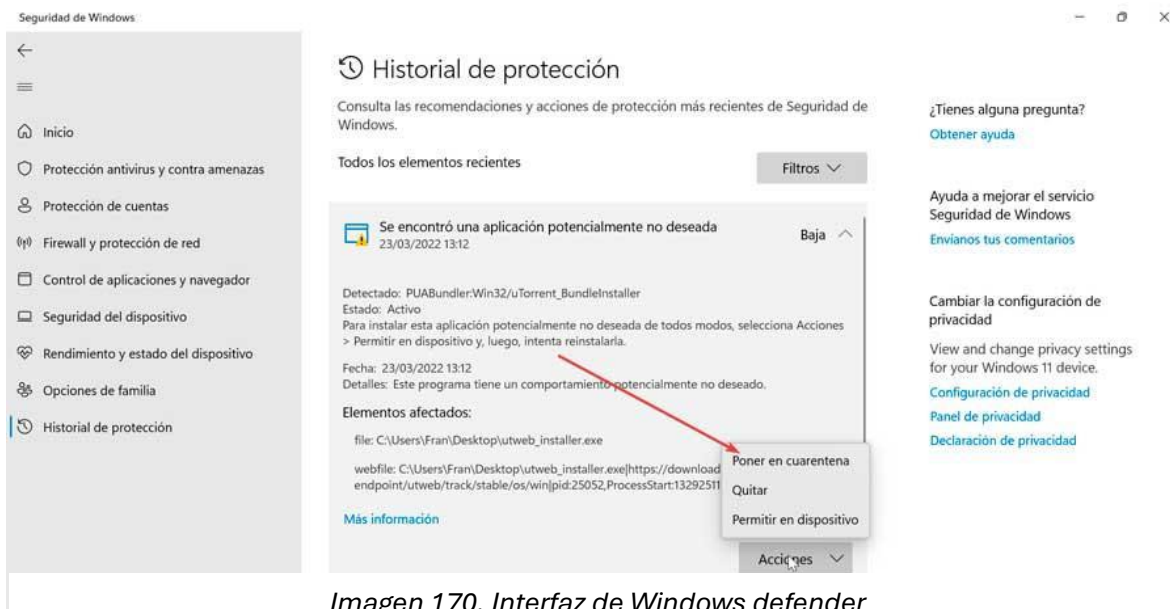 Seguridad de Windows
Inicio
Protección antivirus y contra amenazas
Protección de cuentas
Firewall y protección de red
Control de aplicaciones y navegador
Seguridad del dispositivo
Rendimiento y estado del dispositivo
Opciones de familia
Historial de protección
Historial de protección
Consulta las recomendaciones y acciones de protección más recientes de Seguridad de
Windows.
Todos los elementos recientes
Filtros
Se encontró una aplicación potencialmente no deseada
23/03/2022 13:12
Baja
Detectado: PUABundler:Win32/uTorrent_BundleInstaller
Estado: Activo
Para instalar esta aplicación potencialmente no deseada de todos modos, selecciona Acciones
> Permitir en dispositivo y, luego, intenta reinstalarla.
Fecha: 23/03/2022 13:12
Detalles: Este programa tiene un comportamiento potencialmente no deseado.
Elementos afectados:
file: C:\Users\Fran\Desktop\utweb_installer.exe
webfile: C:\Users\Fran\Desktop\utweb_installer.exe|https://download
endpoint/utweb/track/stable/os/win|pid:25052,ProcessStart:13292511
Más información
Poner en cuarentena
Quitar
Permitir en dispositivo
Acciones
¿Tienes alguna pregunta?
Obtener ayuda
Ayuda a mejorar el servicio
Seguridad de Windows
Envíanos tus comentarios
Cambiar la configuración de
privacidad
View and change privacy settings
for your Windows 11 device.
Configuración de privacidad
Panel de privacidad
Declaración de privacidad
Imagen 170. Interfaz de Windows defender